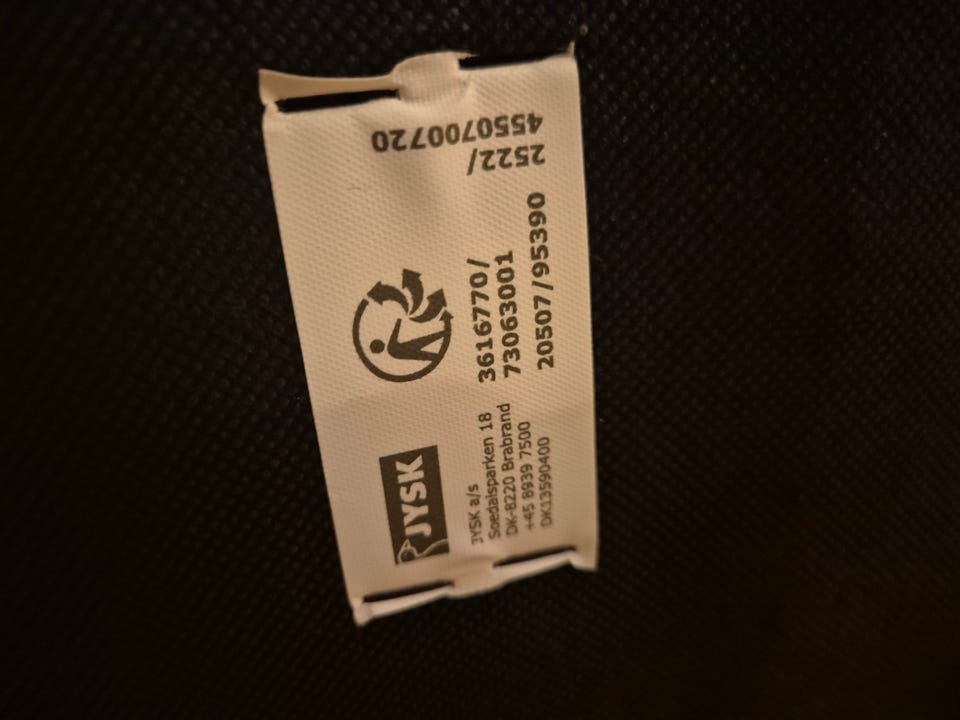 JYSK
JYSK a/s
Soedalsparken 18
DK-8220 Brabrand
+45 8939 7500
DK13590400
3616770/
73063001
20507/95390
2522/
4550700720